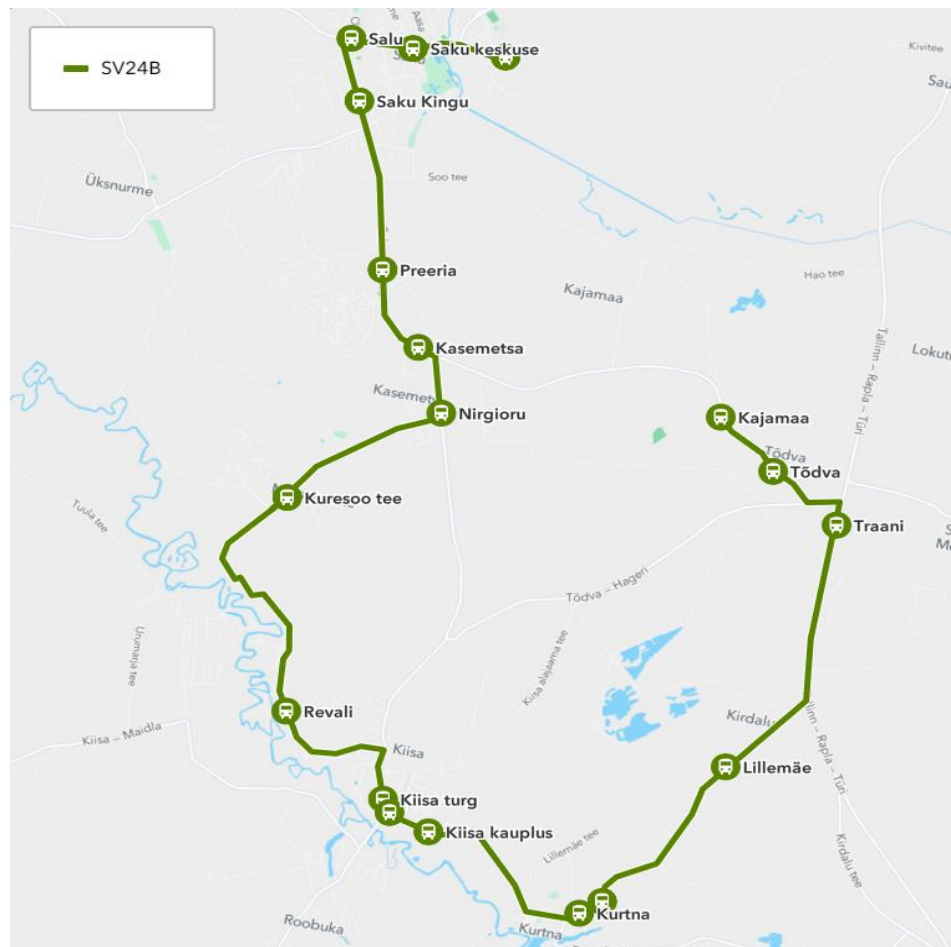 SV24B
Salu
Saku keskuse
Aasa
Kivitee
Saku Kingu
Soo tee
Üksnurme
Preeria
Kajamaa
Hao tee
Kasemetsa
Tallinn – Rapla – Türi
Nirgioru
Kajamaa
Tõdva
Tõdva
Kuresoo tee
Tuula tee
Traani
Tõdva – Hageri
Urumarja tee
Kiisa alajaama tee
Revali
Kirdalu
Kiisa – Maidla
Kiisa
Lillemäe
Kiisa turg
Kiisa kauplus
Lillemäe tee
Kirdalu tee
Roobuka
Kurtna
Kurtna